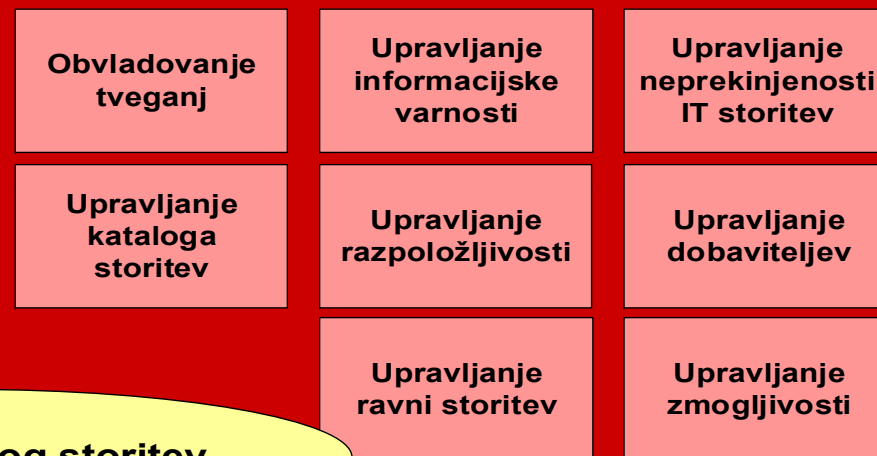 Obvladovanje
tveganj
Upravljanje
informacijske
varnosti
Upravljanje
neprekinjenosti
IT storitev
Upravljanje
kataloga
storitev
Upravljanje
razpoložljivosti
Upravljanje
dobaviteljev
Upravljanje
ravni storitev
Upravljanje
zmogljivosti
storitev